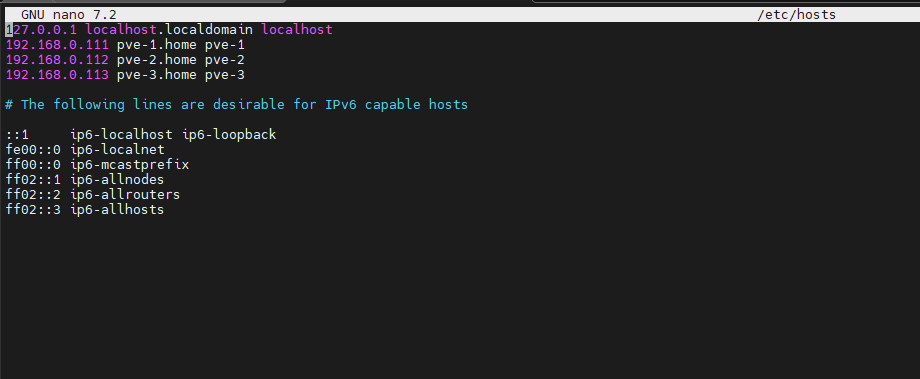 GNU nano 7.2 /etc/hosts
127.0.0.1 localhost.localdomain localhost
192.168.0.111 pve-1.home pve-1
192.168.0.112 pve-2.home pve-2
192.168.0.113 pve-3.home pve-3
# The following lines are desirable for IPv6 capable hosts
::1     ip6-localhost ip6-loopback
fe00::0 ip6-localnet
ff00::0 ip6-mcastprefix
ff02::1 ip6-allnodes
ff02::2 ip6-allrouters
ff02::3 ip6-allhosts